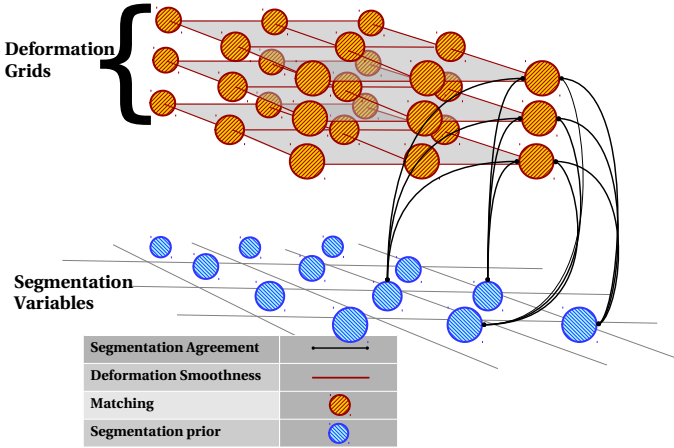 Deformation
Grids
Segmentation
Variables
Segmentation Agreement
Deformation Smoothness
Matching
Segmentation prior